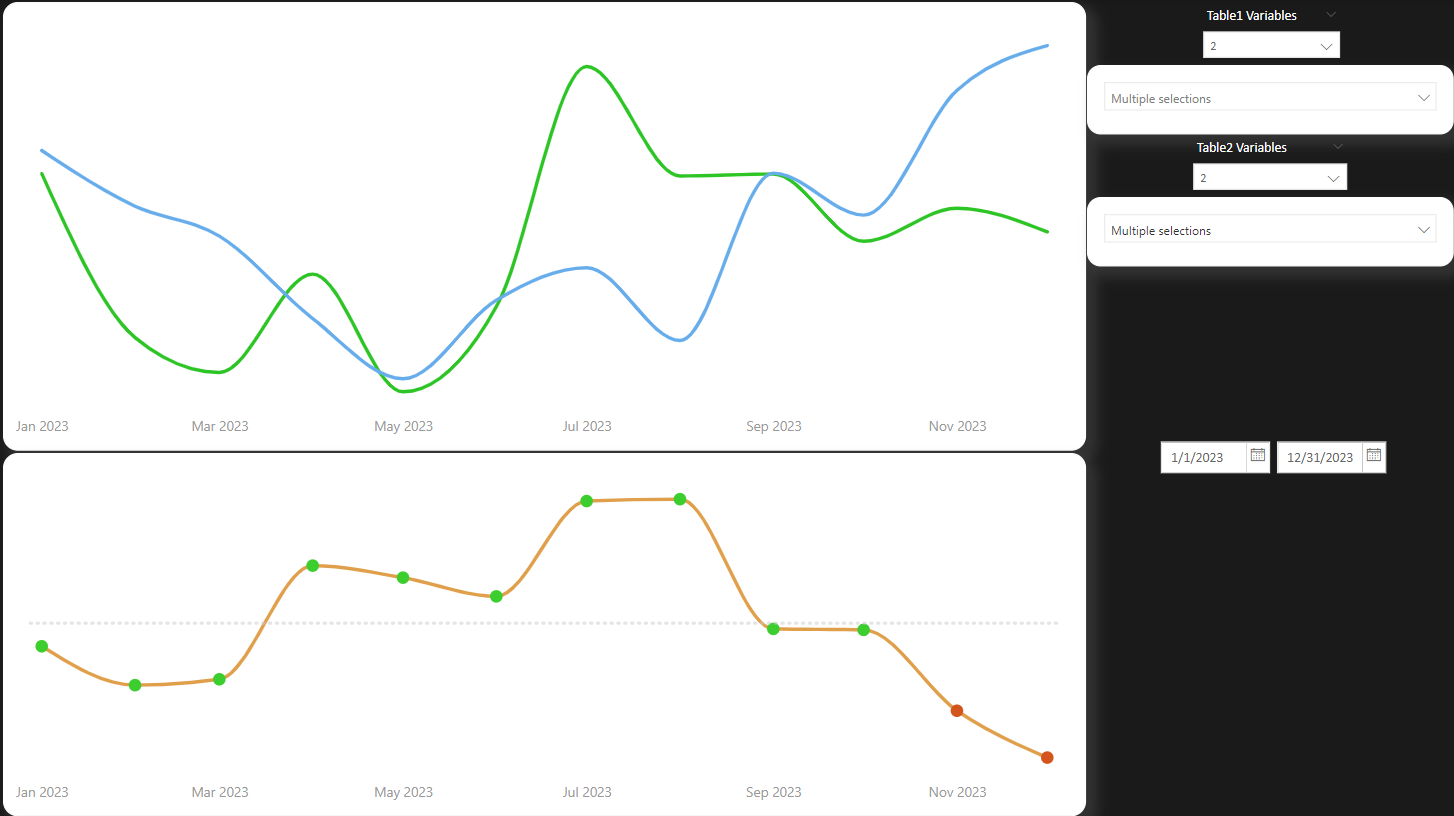 Jan 2023 Mar 2023 May 2023 Jul 2023 Sep 2023 Nov 2023
Jan 2023 Mar 2023 May 2023 Jul 2023 Sep 2023 Nov 2023
Table1 Variables
2
Multiple selections
Table2 Variables
2
Multiple selections
1/1/2023 12/31/2023